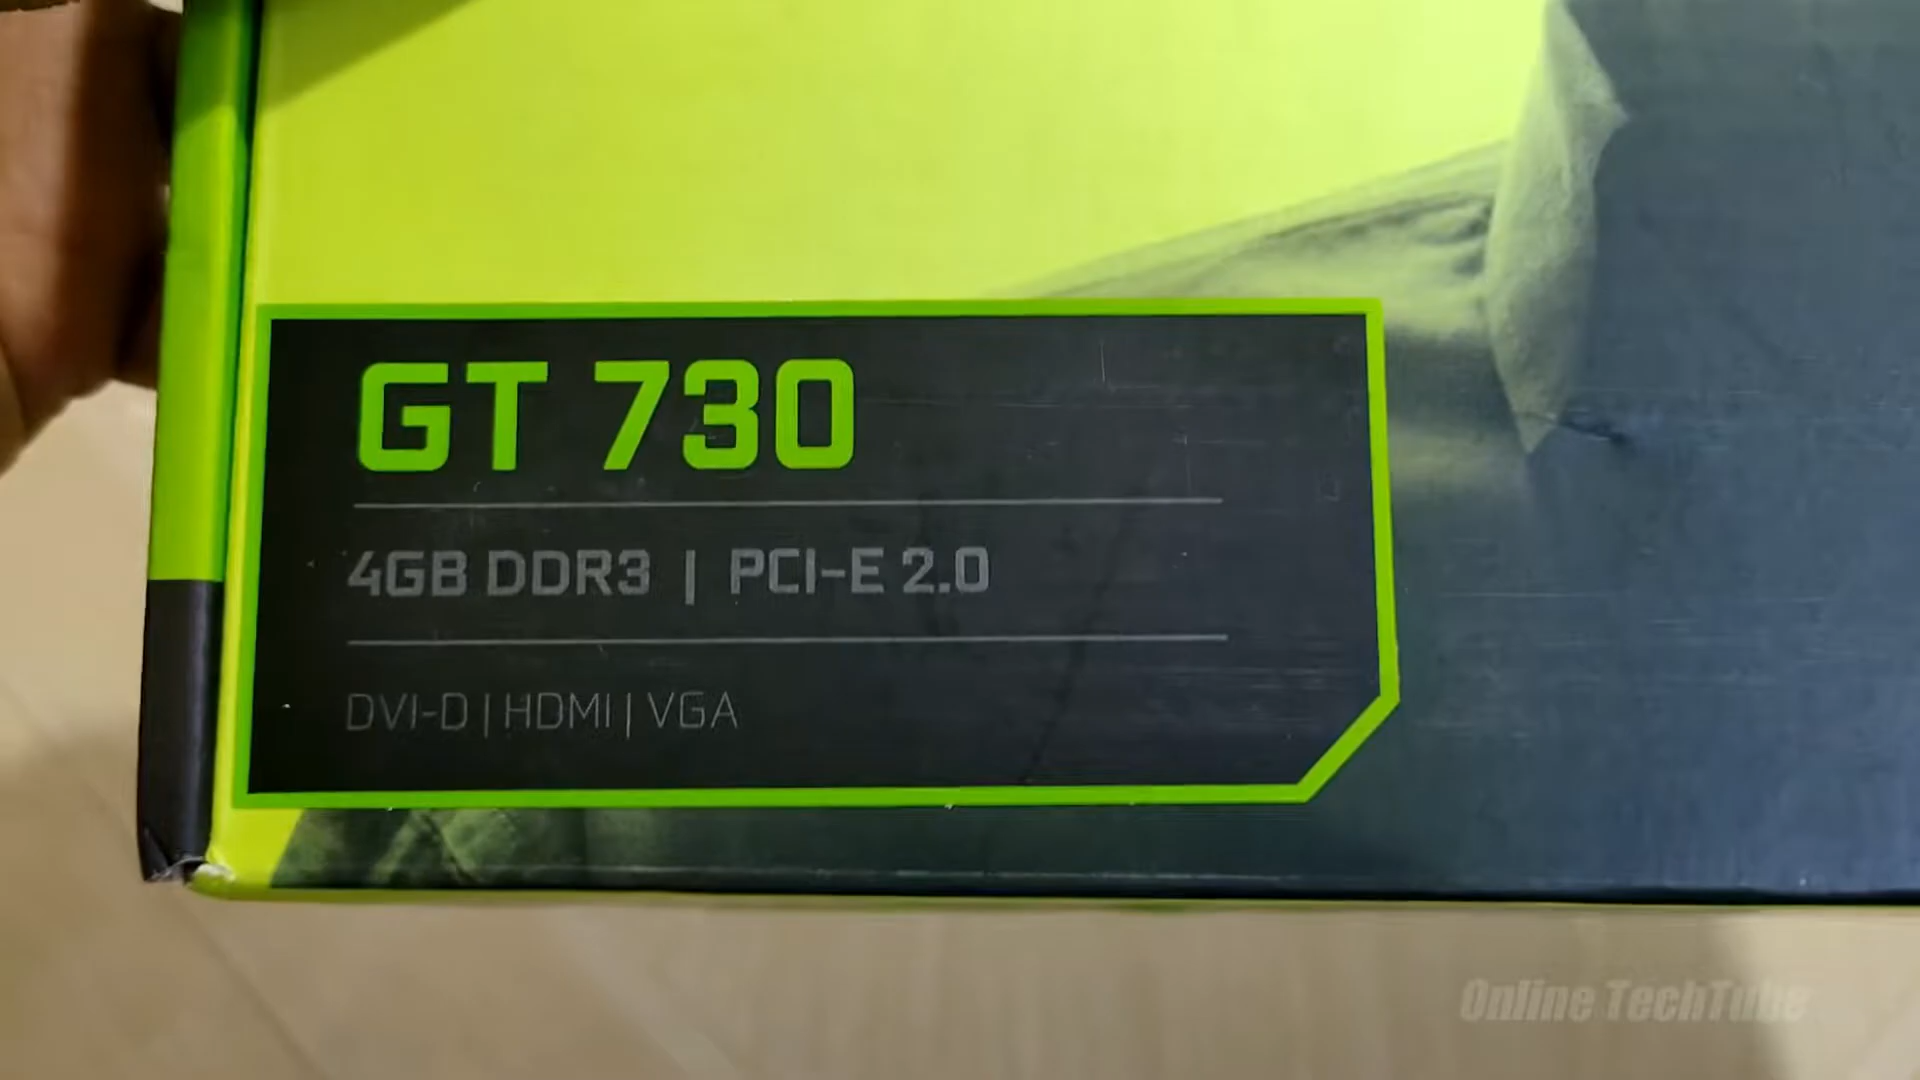 GT 730
4GB DDR3 | PCI-E 2.0
DVI-D | HDMI | VGA
Online TechTube